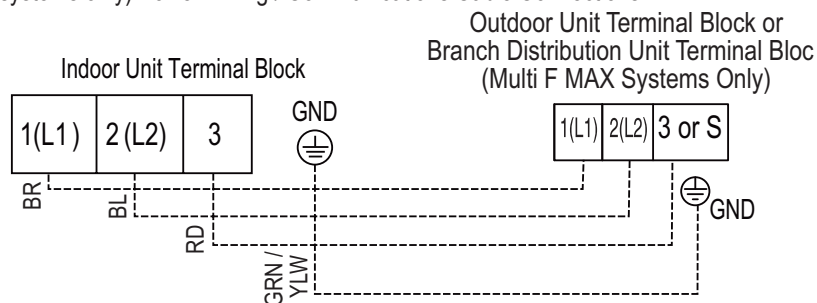 Outdoor Unit Terminal Block or
Branch Distribution Unit Terminal Bloc
(Multi F MAX Systems Only)
Indoor Unit Terminal Block
GND
1(L1) 2(L2) 3
1(L1) 2(L2) 3 or S
GND
BR
BL
RD
GRN /
YLW